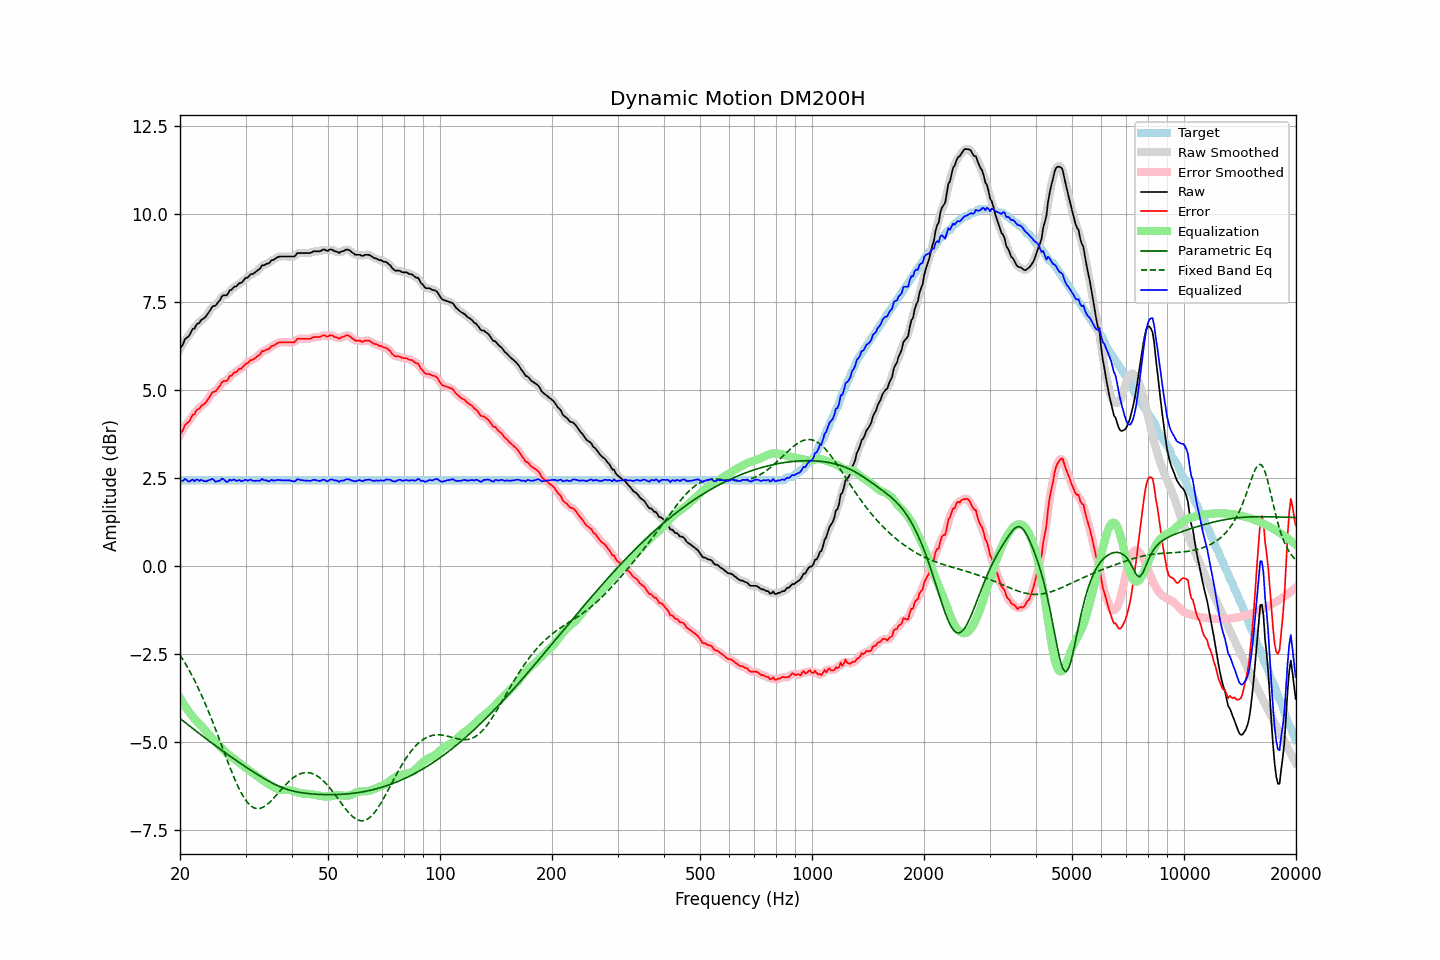 Dynamic Motion DM200H
12.5
10.0
7.5
5.0
2.5
0.0
−2.5
−5.0
−7.5
Amplitude (dBr)
Target
Raw Smoothed
Error Smoothed
Raw
Error
Equalization
Parametric Eq
Fixed Band Eq
Equalized
20 50 100 200 500 1000 2000 5000 10000 20000
Frequency (Hz)